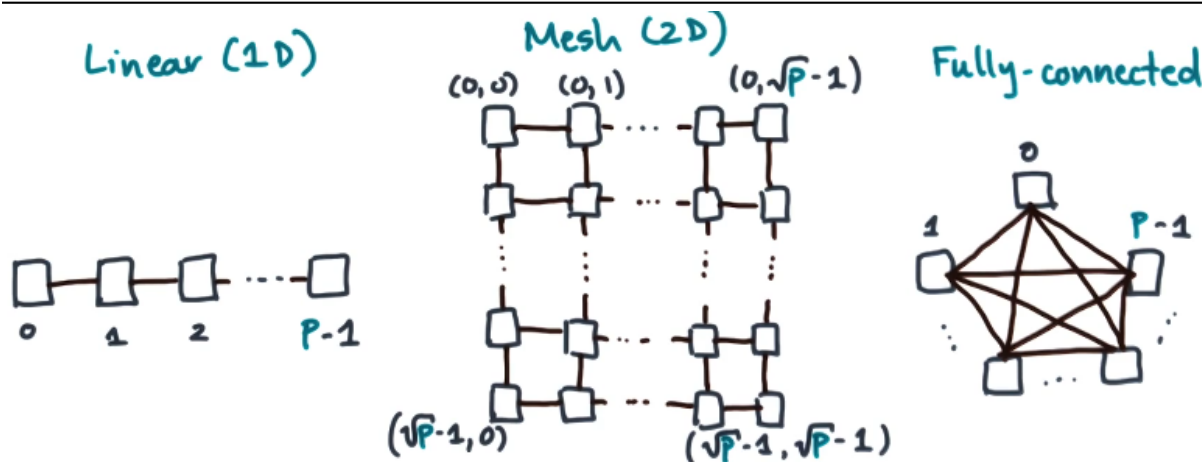 Linear (1D)
0 1 2 P-1
Mesh (2D)
(0,0) (0,1) (0,√P-1)
(√P-1,0) (√P-1,√P-1)
Fully-connected
0
1 P-1